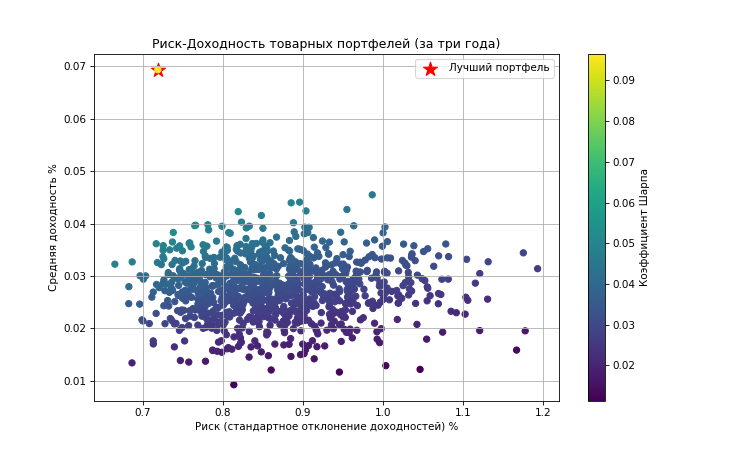 Риск-Доходность товарных портфелей (за три года)
Лучший портфель
Средняя доходность %
0.07
0.06
0.05
0.04
0.03
0.02
0.01
0.7 0.8 0.9 1.0 1.1 1.2
Риск (стандартное отклонение доходностей) %
0.09
0.08
0.07
0.06
0.05
0.04
0.03
0.02
Коэффициент Шарпа